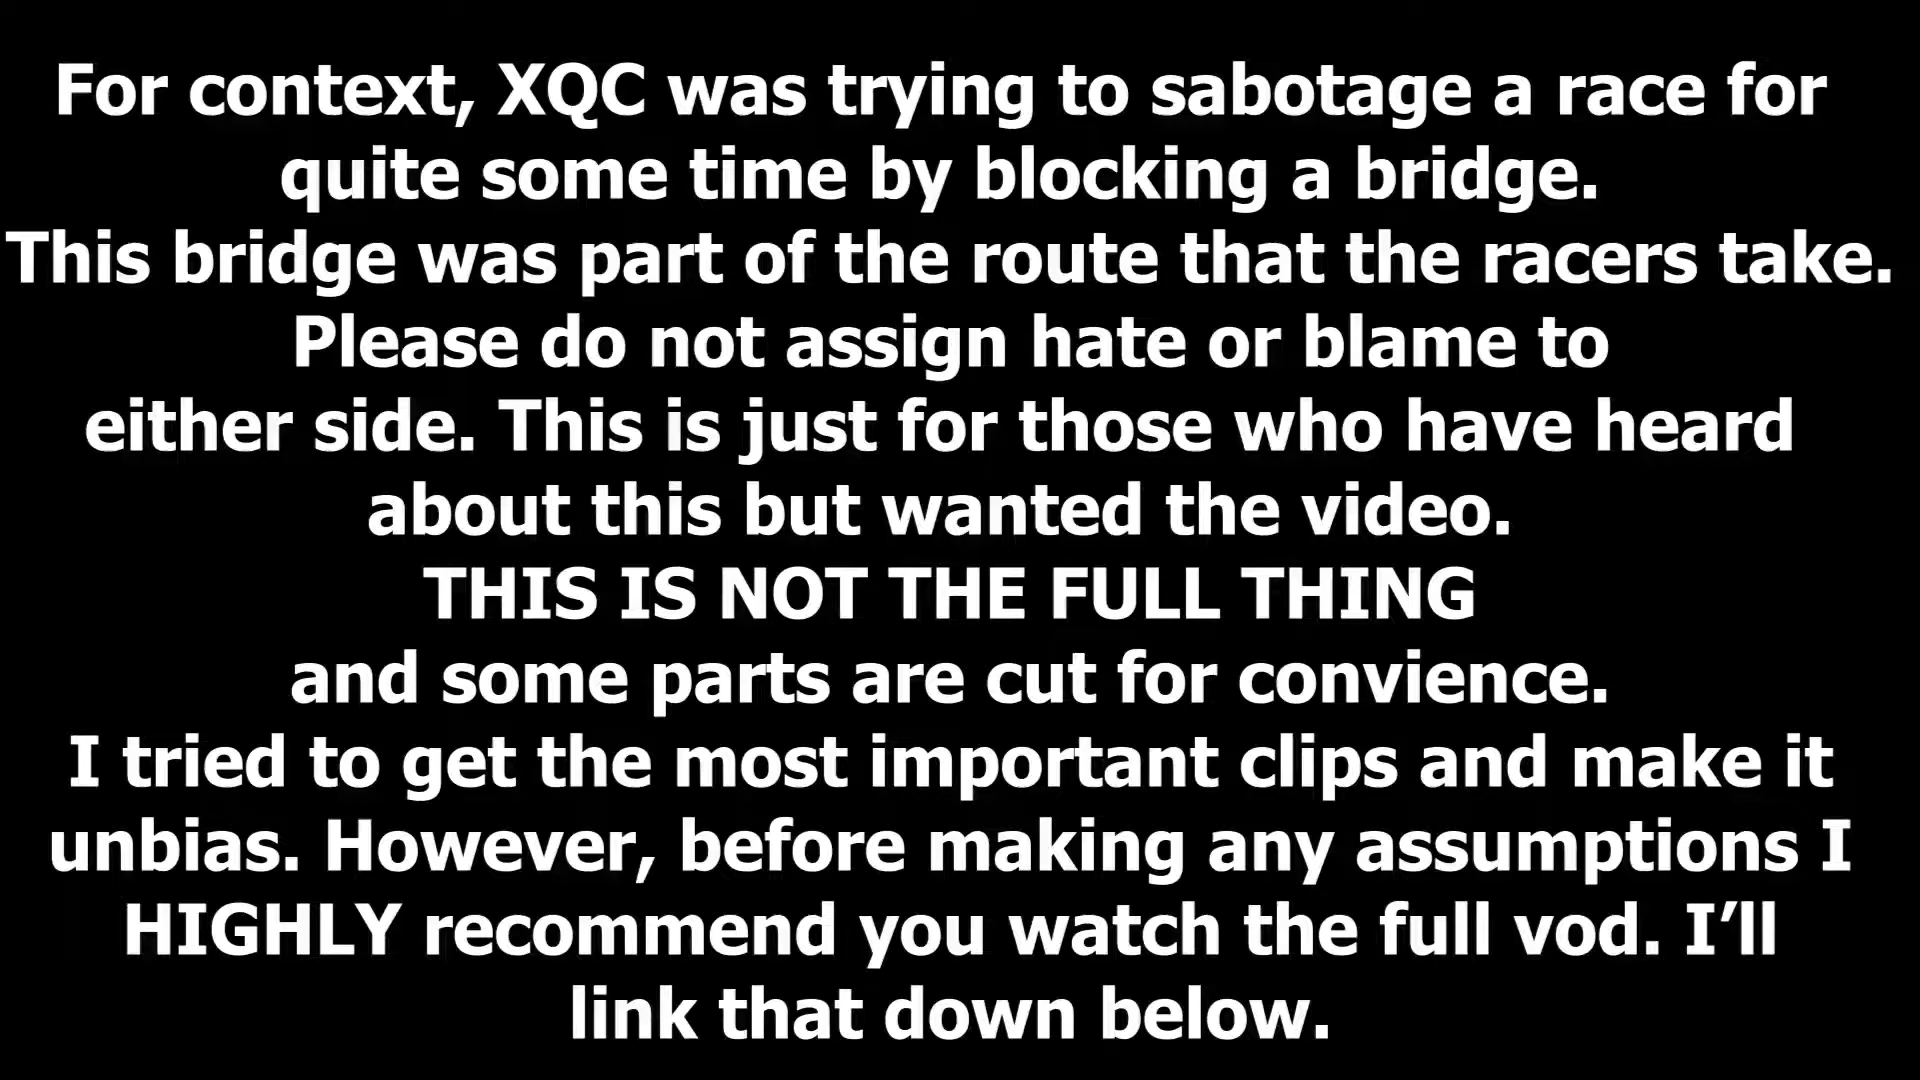 For context, XQC was trying to sabotage a race for
quite some time by blocking a bridge.
This bridge was part of the route that the racers take.
Please do not assign hate or blame to
either side. This is just for those who have heard
about this but wanted the video.
THIS IS NOT THE FULL THING
and some parts are cut for convience.
I tried to get the most important clips and make it
unbias. However, before making any assumptions I
HIGHLY recommend you watch the full vod. I’ll
link that down below.